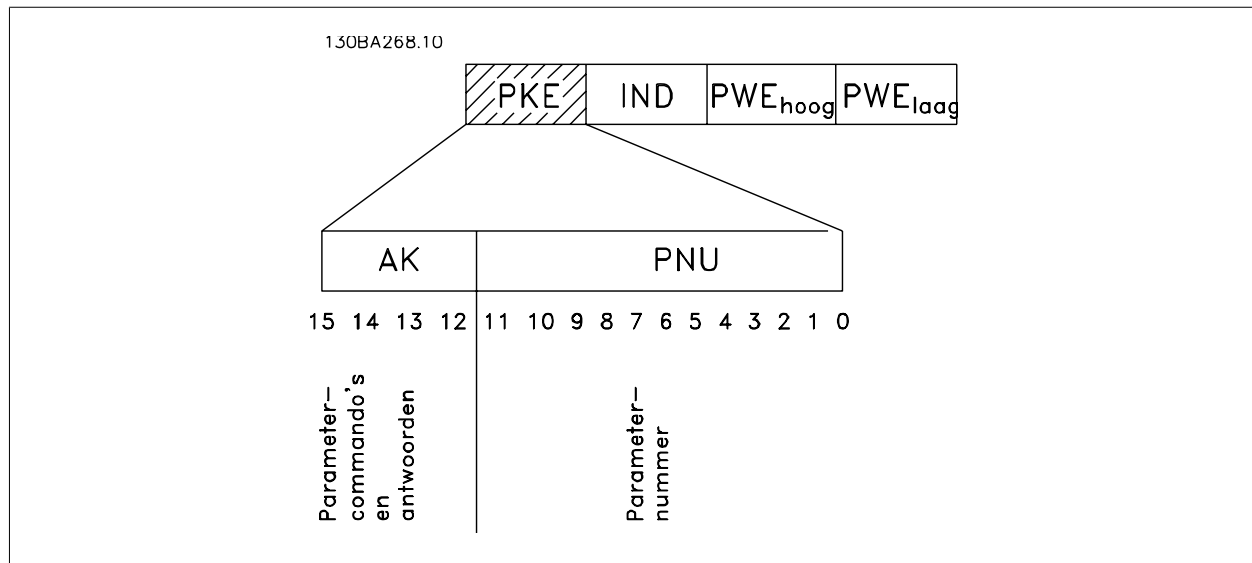 130BA268.10
PKE IND PWEhoog PWElaag
AK PNU
15 14 13 12 11 10 9 8 7 6 5 4 3 2 1 0
Parameter-
commando's
en
antwoorden
Parameter-
nummer